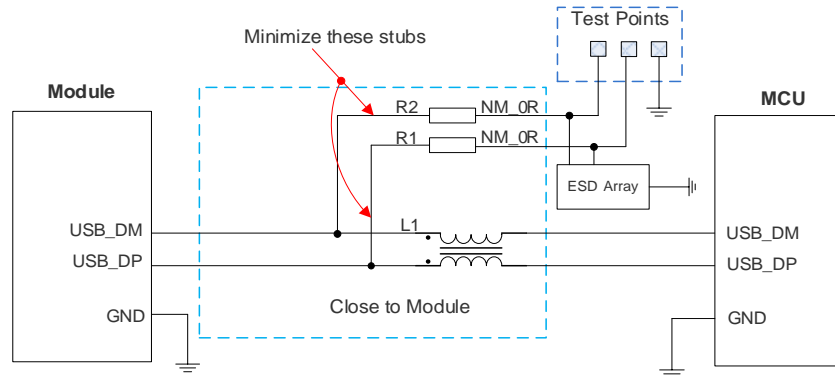 Test Points
Minimize these stubs
Module
MCU
R2
NM_0R
R1
NM_0R
ESD Array
USB_DM
L1
USB_DM
USB_DP
USB_DP
Close to Module
GND
GND